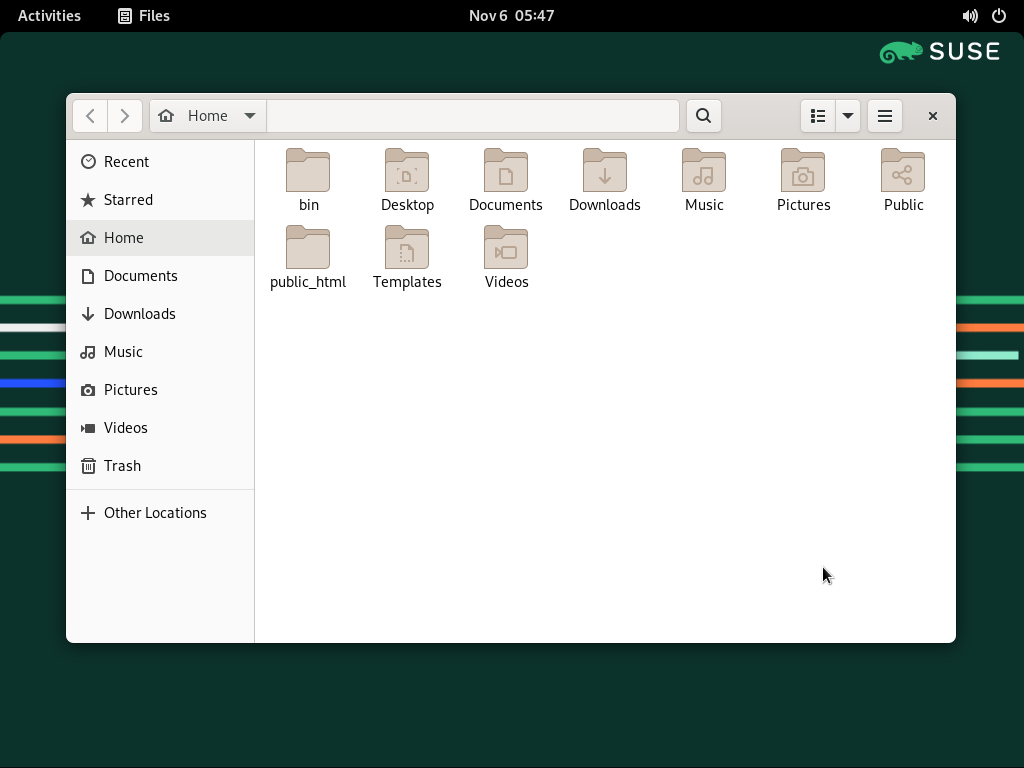 Activities Files Nov 6 05:47
SUSE
Home
Recent
Starred
Home
Documents
Downloads
Music
Pictures
Videos
Trash
Other Locations
bin Desktop Documents Downloads Music Pictures Public
public_html Templates Videos